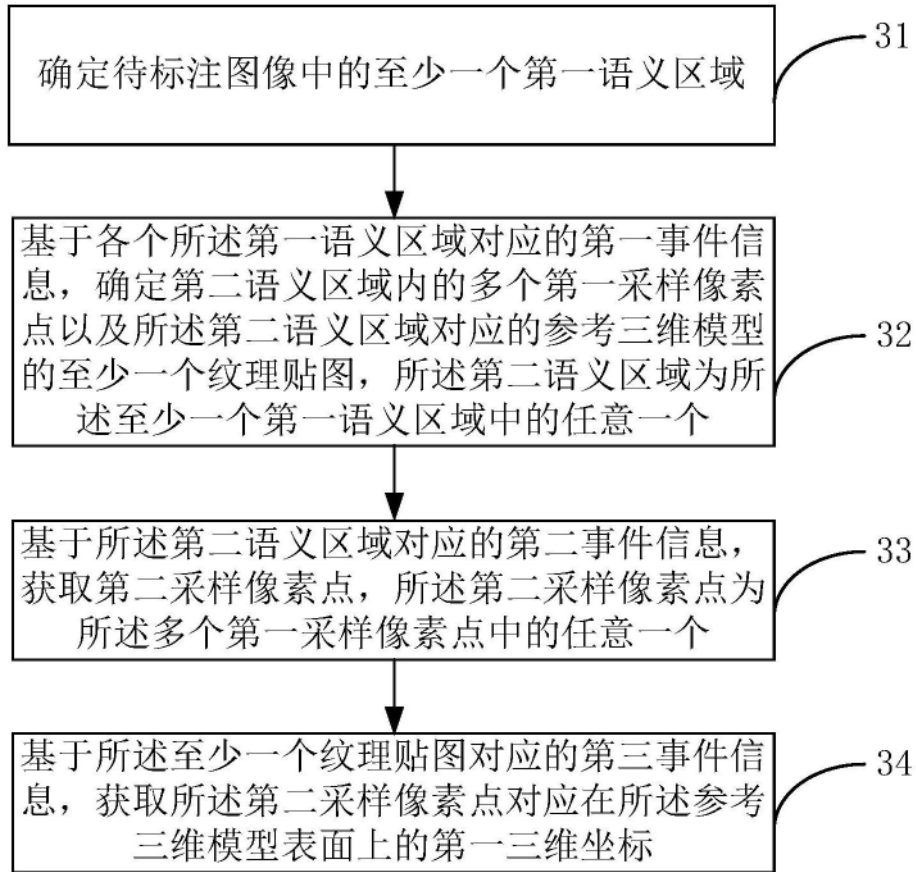 确定待标注图像中的至少一个第一语义区域
31
基于各个所述第一语义区域对应的第一事件信
息，确定第二语义区域内的多个第一采样像素
点以及所述第二语义区域对应的参考三维模型
的至少一个纹理贴图，所述第二语义区域为所
述至少一个第一语义区域中的任意一个
32
基于所述第二语义区域对应的第二事件信息，
获取第二采样像素点，所述第二采样像素点为
所述多个第一采样像素点中的任意一个
33
基于所述至少一个纹理贴图对应的第三事件信
息，获取所述第二采样像素点对应在所述参考
三维模型表面上的第一三维坐标
34